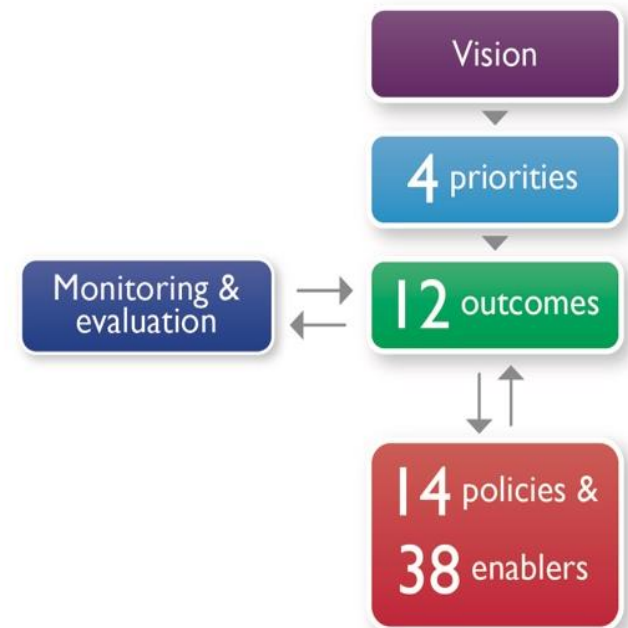 Vision
4 priorities
Monitoring &
evaluation
12 outcomes
14 policies &
38 enablers